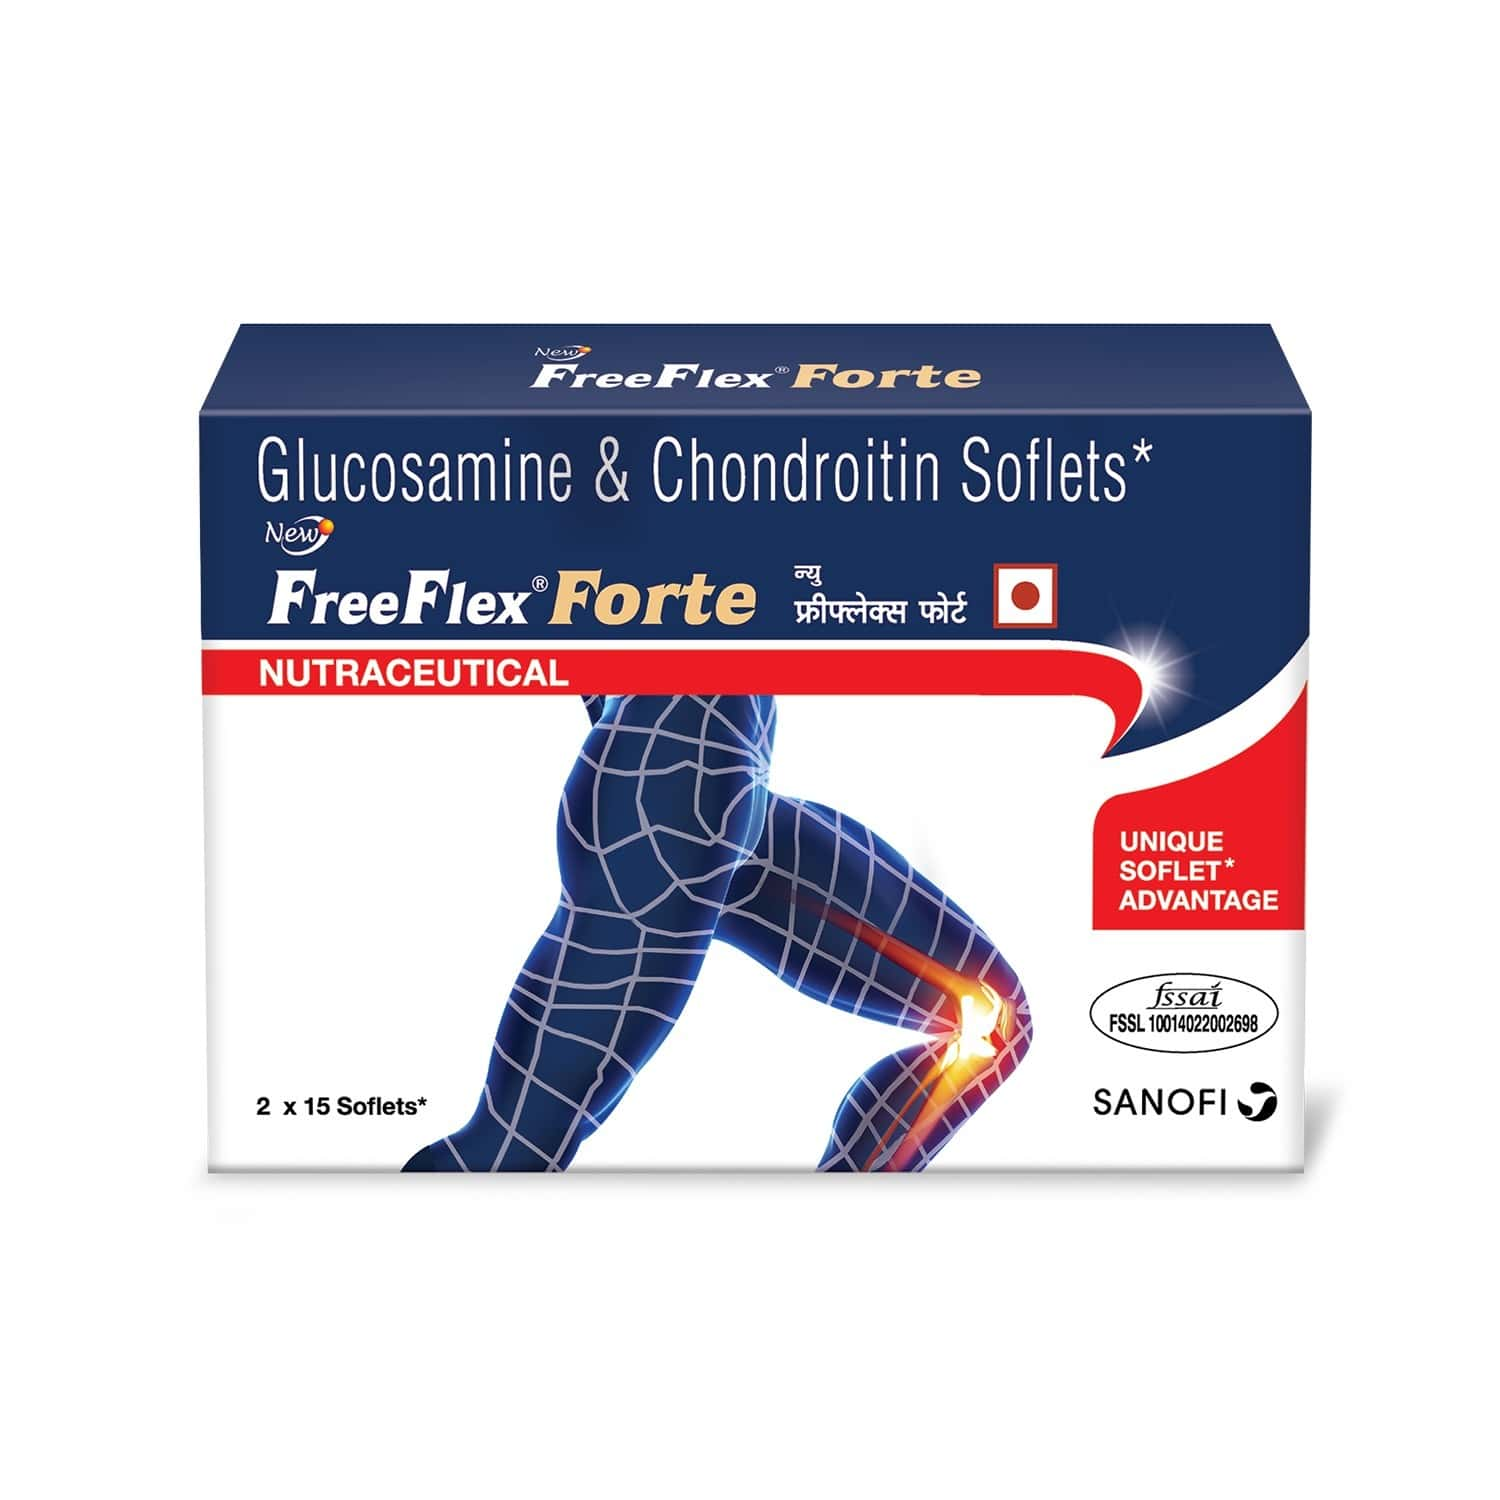 New
FreeFlex® Forte
Glucosamine & Chondroitin Soflets*
New
FreeFlex® Forte
न्यु
फ्रीफ्लेक्स फोर्ट
NUTRACEUTICAL
UNIQUE
SOFLET*
ADVANTAGE
fssai
FSSL 10014022002698
2 x 15 Soflets*
SANOFI